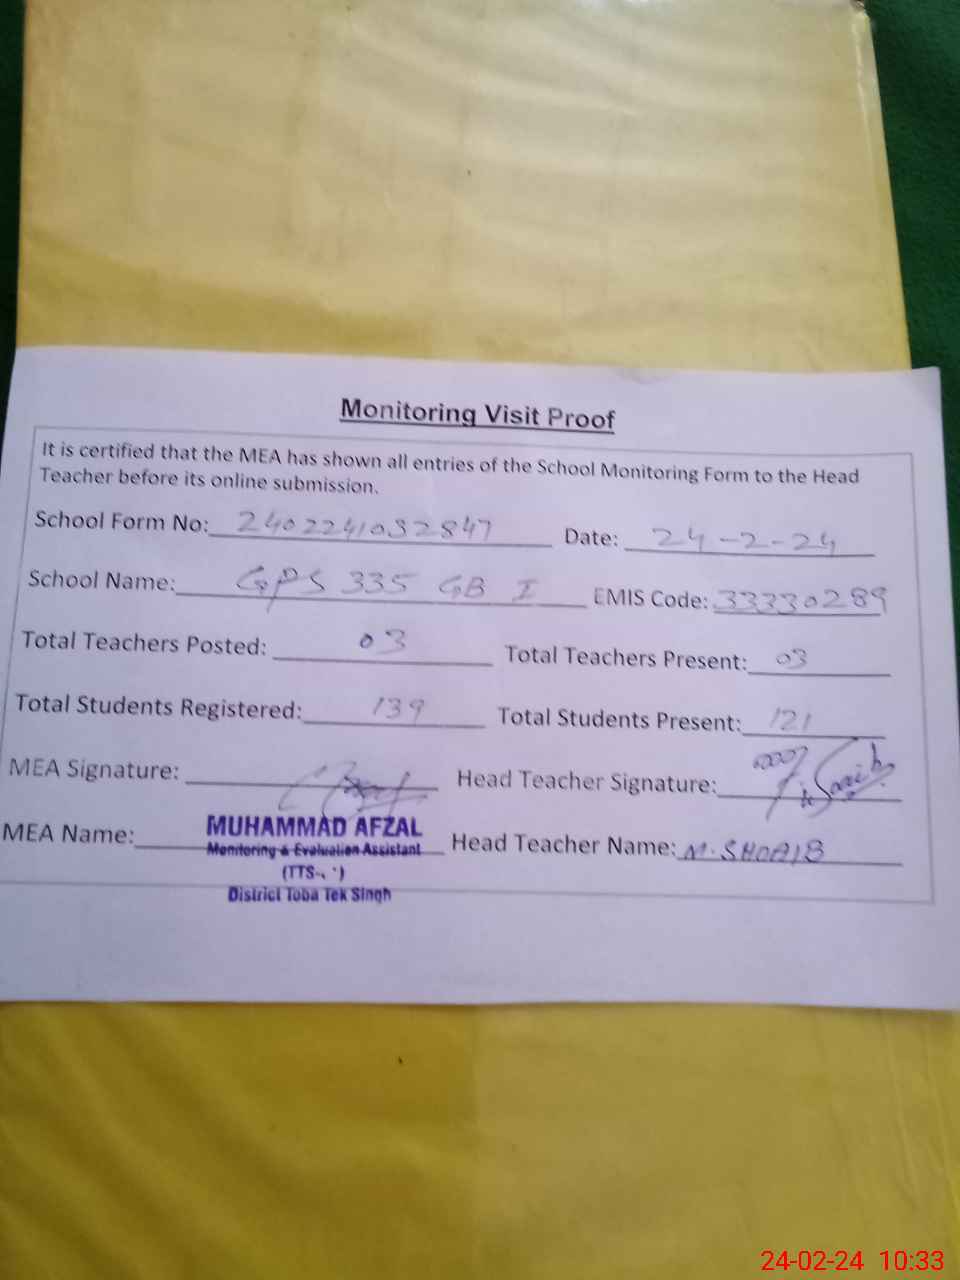 Monitoring Visit Proof
It is certified that the MEA has shown all entries of the School Monitoring Form to the Head
Teacher before its online submission.
School Form No: 2402241032847 Date: 24-2-24
School Name: GPS 335 GB I EMIS Code: 33330289
Total Teachers Posted: 03 Total Teachers Present: 03
Total Students Registered: 139 Total Students Present: 121
MEA Signature: Head Teacher Signature:
MEA Name: MUHAMMAD AFZAL Head Teacher Name: M. SHOAIB
Monitoring & Evaluation Assistant
District Toba Tek Singh
24-02-24 10:33